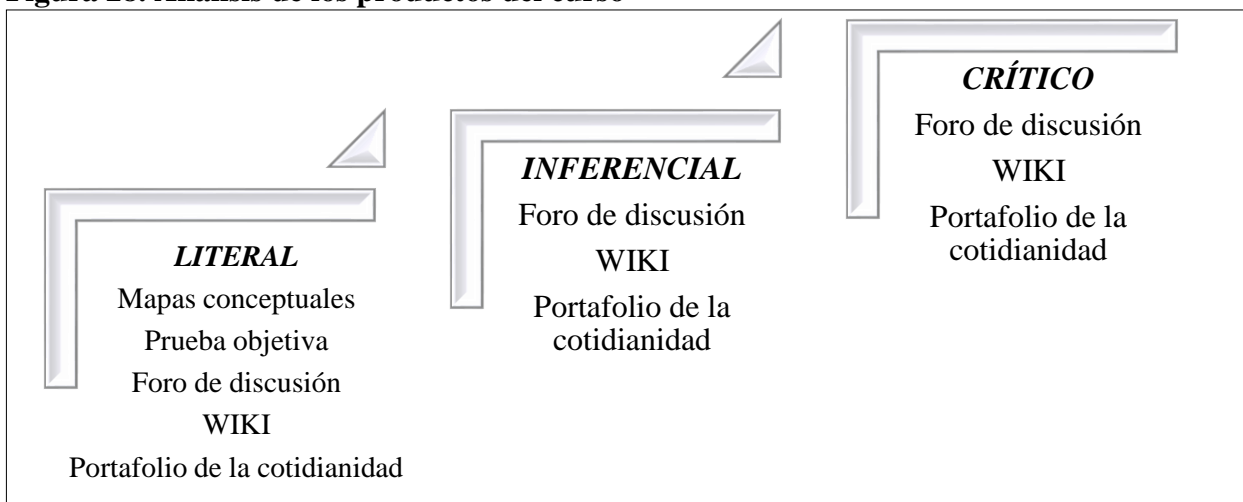 Figura Análisis de los productos del curso
LITERAL
Mapas conceptuales
Prueba objetiva
Foro de discusión
WIKI
Portafolio de la cotidianidad
INFERENCIAL
Foro de discusión
WIKI
Portafolio de la
cotidianidad
CRÍTICO
Foro de discusión
WIKI
Portafolio de la
cotidianidad